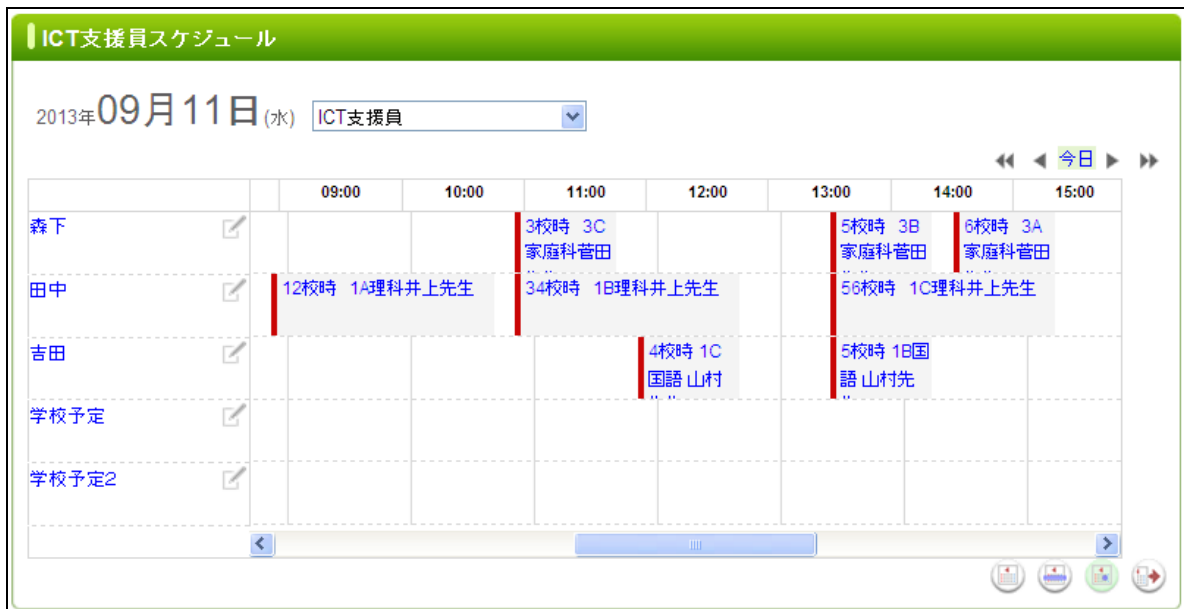 ICT支援員スケジュール
2013年09月11日(水) ICT支援員
今日
09:00 10:00 11:00 12:00 13:00 14:00 15:00
森下
3校時 3C
家庭科菅田
5校時 3B
家庭科菅田
6校時 3A
家庭科菅田
田中
12校時 1A理科井上先生
34校時 1B理科井上先生
56校時 1C理科井上先生
吉田
4校時 1C
国語 山村
5校時 1B国
語 山村先
学校予定
学校予定2